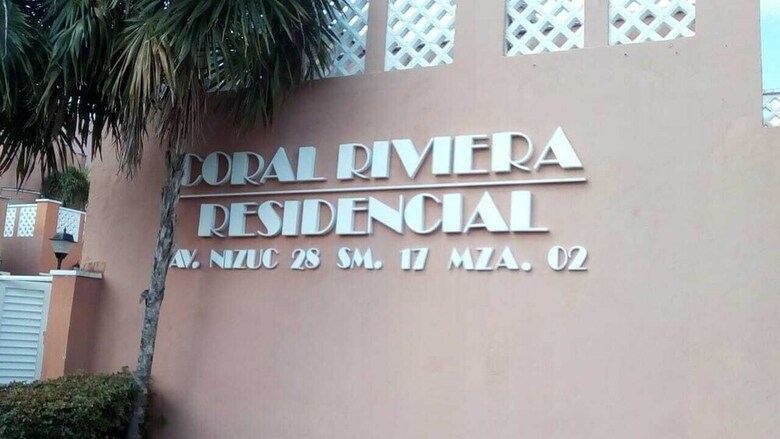 CORAL RIVIERA
RESIDENCIAL
AV. NIZUC 28 SM. 17 MZA. 02